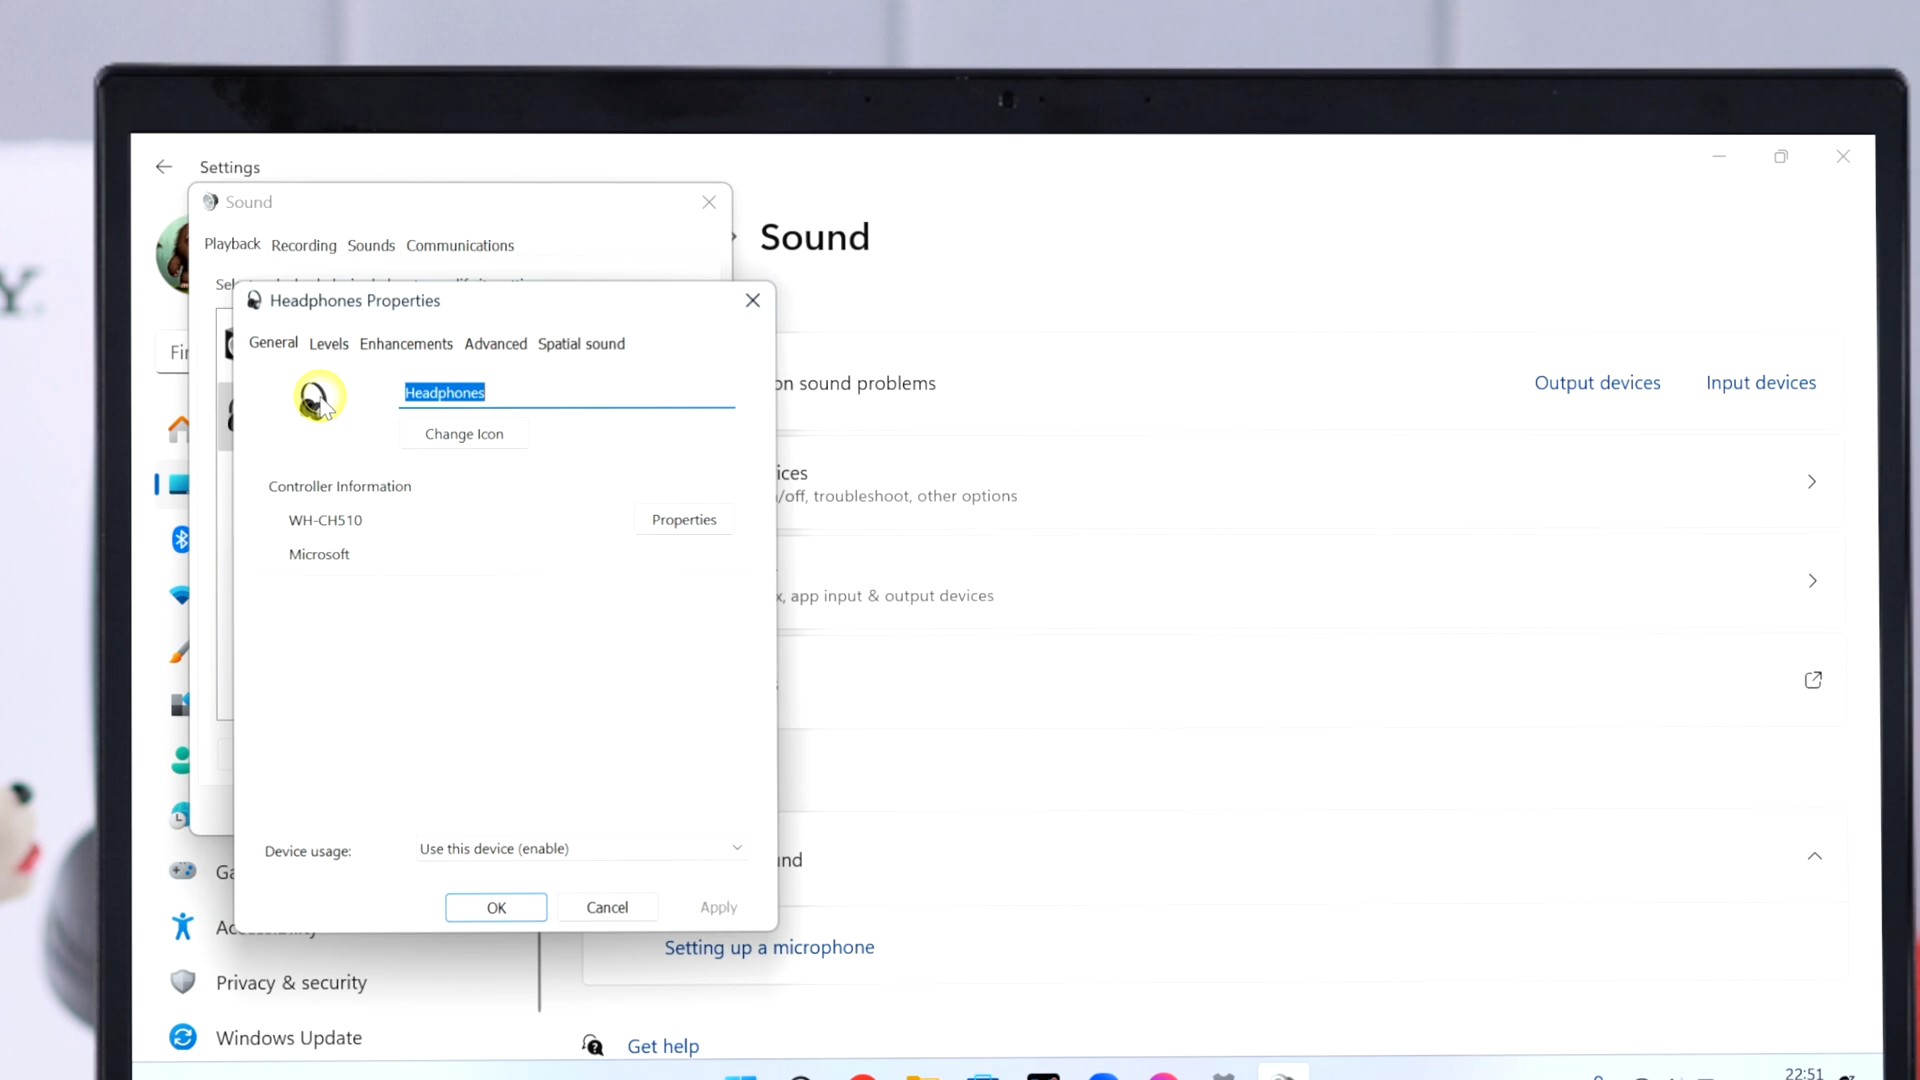 Settings
Sound
Playback Recording Sounds Communications
Sound
Headphones Properties
General Levels Enhancements Advanced Spatial sound
Headphones
Change Icon
Controller Information
WH-CH510
Properties
Microsoft
Device usage:
Use this device (enable)
OK
Cancel
Apply
on sound problems
Output devices
Input devices
ices
/off, troubleshoot, other options
x, app input & output devices
nd
Setting up a microphone
Get help
Privacy & security
Windows Update
22:51